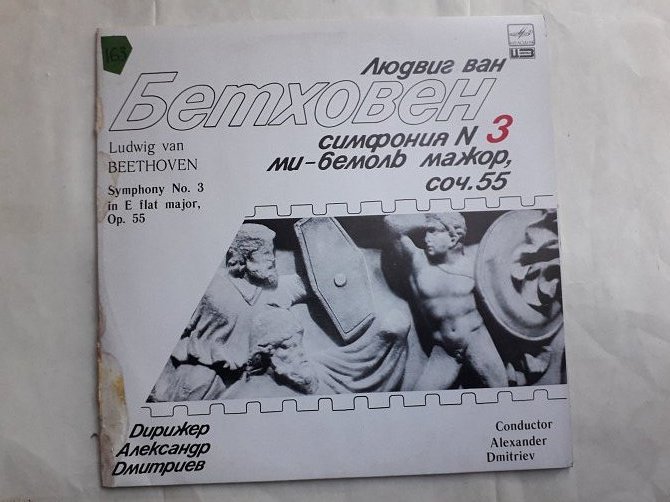 163
Людвиг ван
Бетховен
симфония N 3
ми-бемоль мажор,
соч.55
Ludwig van
BEETHOVEN
Symphony No. 3
in E flat major,
Op. 55
Дирижер
Александр
Дмитриев
Conductor
Alexander
Dmitriev